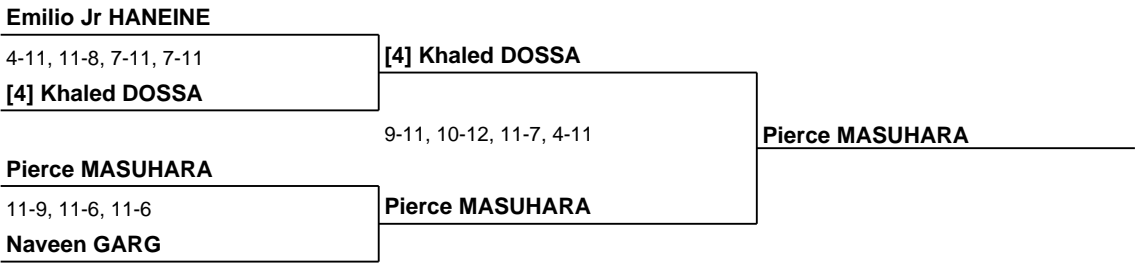 Emilio Jr HANEINE
4-11, 11-8, 7-11, 7-11
[4] Khaled DOSSA
[4] Khaled DOSSA
9-11, 10-12, 11-7, 4-11
Pierce MASUHARA
Pierce MASUHARA
11-9, 11-6, 11-6
Pierce MASUHARA
Naveen GARG